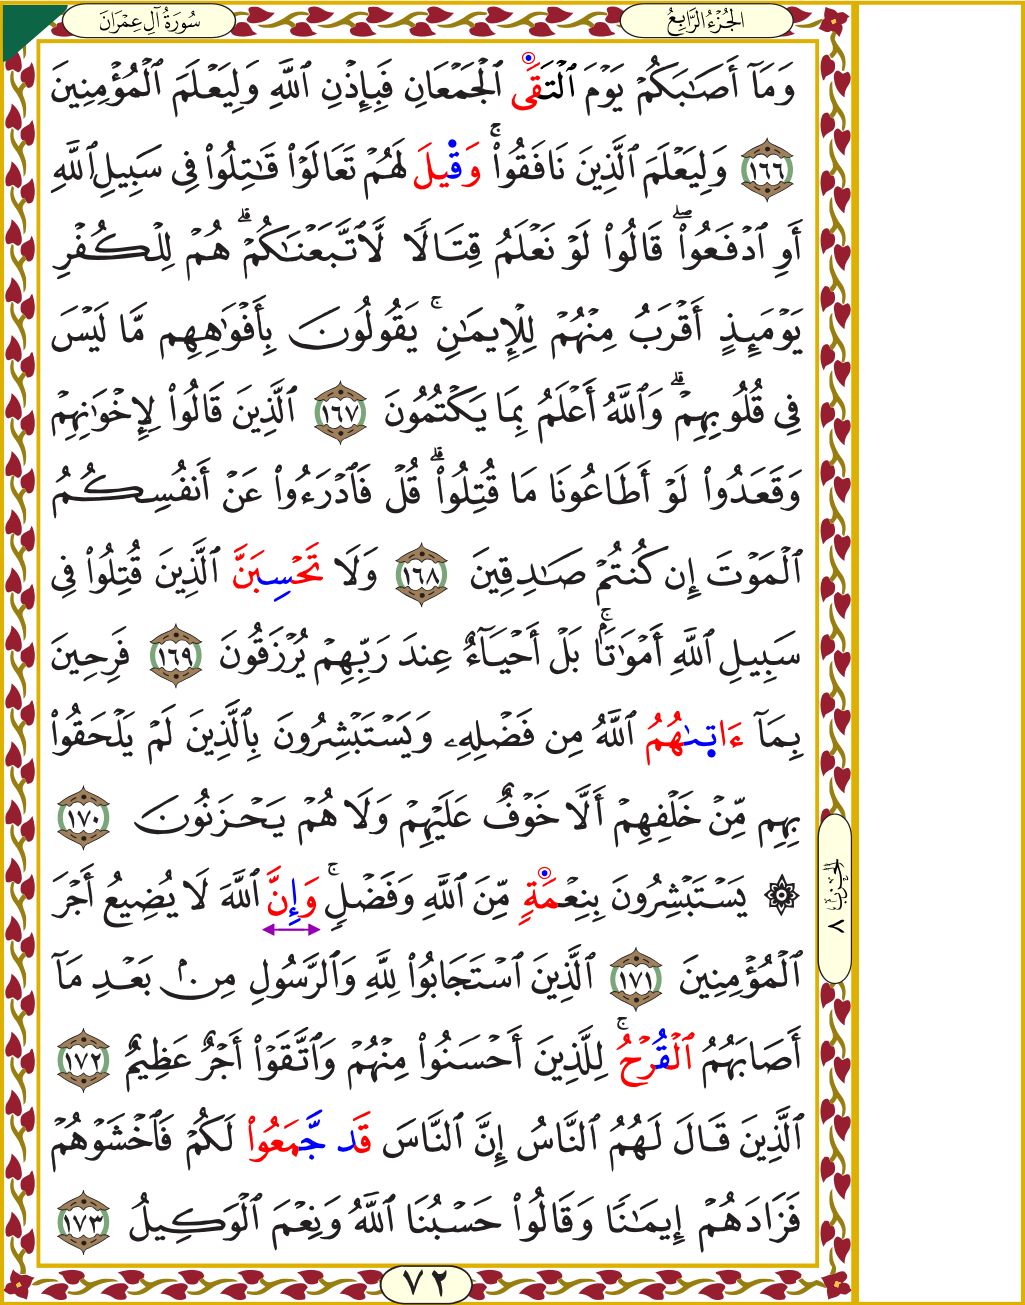 سُورَةُ آلِ عِمْرَانَ
الجُزْءُ الرَّابِعُ
وَمَآ أَصَٰبَكُمْ يَوْمَ ٱلْتَقَى ٱلْجَمْعَانِ فَبِإِذْنِ ٱللَّهِ وَلِيَعْلَمَ ٱلْمُؤْمِنِينَ
١٦٦ وَلِيَعْلَمَ ٱلَّذِينَ نَافَقُوا۟ ۚ وَقِيلَ لَهُمْ تَعَالَوْا۟ قَٰتِلُوا۟ فِى سَبِيلِ ٱللَّهِ
أَوِ ٱدْفَعُوا۟ ۖ قَالُوا۟ لَوْ نَعْلَمُ قِتَالًا لَّٱتَّبَعْنَٰكُمْ ۗ هُمْ لِلْكُفْرِ
يَوْمَئِذٍ أَقْرَبُ مِنْهُمْ لِلْإِيمَٰنِ ۚ يَقُولُونَ بِأَفْوَٰهِهِم مَّا لَيْسَ
فِى قُلُوبِهِمْ ۗ وَٱللَّهُ أَعْلَمُ بِمَا يَكْتُمُونَ ١٦٧ ٱلَّذِينَ قَالُوا۟ لِإِخْوَٰنِهِمْ
وَقَعَدُوا۟ لَوْ أَطَاعُونَا مَا قُتِلُوا۟ ۗ قُلْ فَٱدْرَءُوا۟ عَنْ أَنفُسِكُمُ
ٱلْمَوْتَ إِن كُنتُمْ صَٰدِقِينَ ١٦٨ وَلَا تَحْسِبَنَّ ٱلَّذِينَ قُتِلُوا۟ فِى
سَبِيلِ ٱللَّهِ أَمْوَٰتًۢا ۚ بَلْ أَحْيَآءٌ عِندَ رَبِّهِمْ يُرْزَقُونَ ١٦٩ فَرِحِينَ
بِمَآ ءَاتَىٰهُمُ ٱللَّهُ مِن فَضْلِهِۦ وَيَسْتَبْشِرُونَ بِٱلَّذِينَ لَمْ يَلْحَقُوا۟
بِهِم مِّنْ خَلْفِهِمْ أَلَّا خَوْفٌ عَلَيْهِمْ وَلَا هُمْ يَحْزَنُونَ ١٧٠
۞ يَسْتَبْشِرُونَ بِنِعْمَةٍ مِّنَ ٱللَّهِ وَفَضْلٍ ۚ وَإِنَّ ٱللَّهَ لَا يُضِيعُ أَجْرَ
ٱلْمُؤْمِنِينَ ١٧١ ٱلَّذِينَ ٱسْتَجَابُوا۟ لِلَّهِ وَٱلرَّسُولِ مِنۢ بَعْدِ مَآ
أَصَابَهُمُ ٱلْقُرْحُ ۚ لِلَّذِينَ أَحْسَنُوا۟ مِنْهُمْ وَٱتَّقَوْا۟ أَجْرٌ عَظِيمٌ ١٧٢
ٱلَّذِينَ قَالَ لَهُمُ ٱلنَّاسُ إِنَّ ٱلنَّاسَ قَد جَّمَعُوا۟ لَكُمْ فَٱخْشَوْهُمْ
فَزَادَهُمْ إِيمَٰنًا وَقَالُوا۟ حَسْبُنَا ٱللَّهُ وَنِعْمَ ٱلْوَكِيلُ ١٧٣
الحزب ٨
٧٢